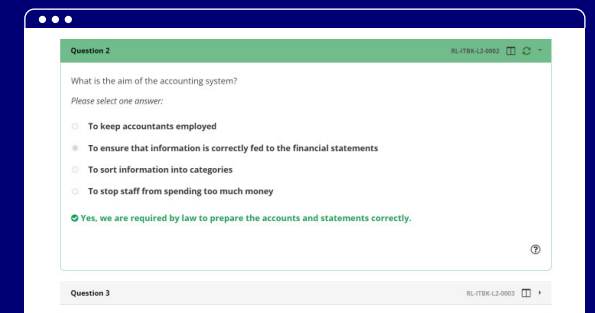 Question 2 RL-ITBK-L2-0002
What is the aim of the accounting system?
Please select one answer:
To keep accountants employed
To ensure that information is correctly fed to the financial statements
To sort information into categories
To stop staff from spending too much money
Yes, we are required by law to prepare the accounts and statements correctly.
Question 3 RL-ITBK-L2-0003